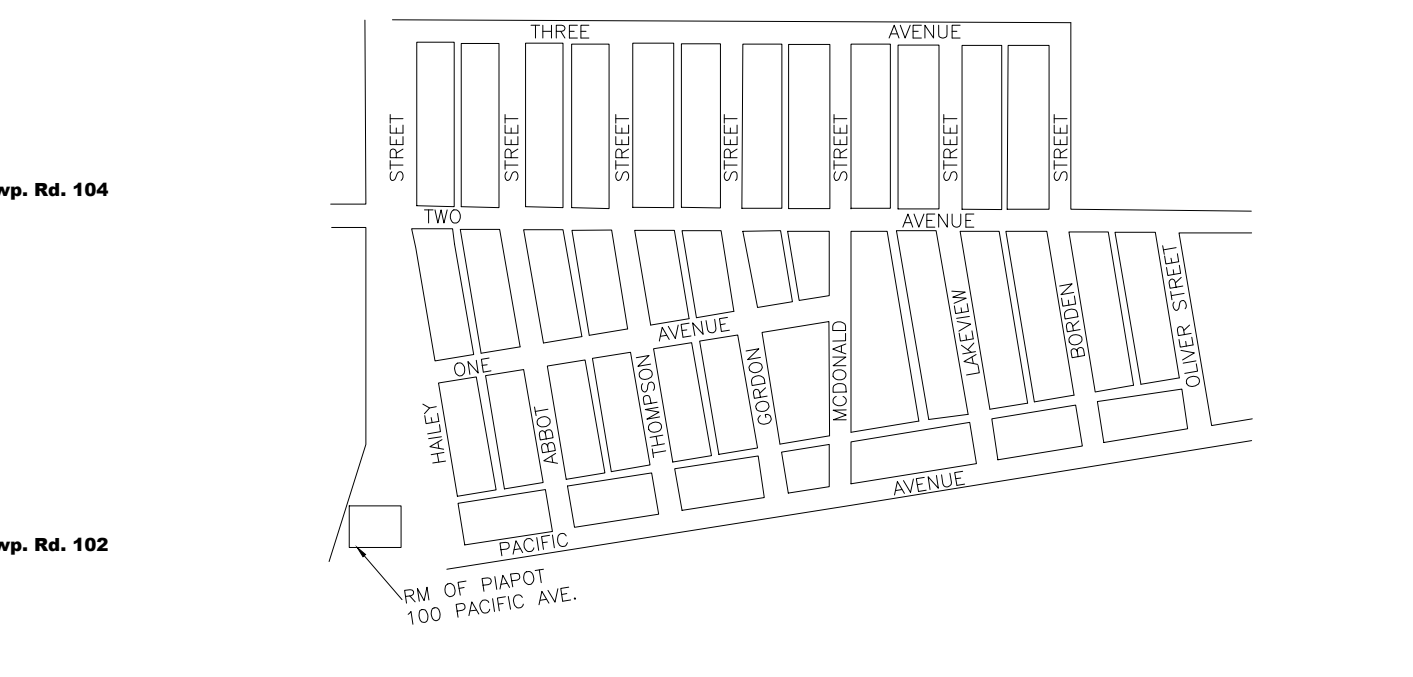 THREE AVENUE
STREET STREET STREET STREET STREET STREET STREET
wp. Rd. 104
TWO AVENUE
OLIVER STREET
LAKEVIEW
BORDEN
AVENUE
MCDONALD
ONE
THOMPSON
GORDON
HAILEY
ABBOT
AVENUE
PACIFIC
wp. Rd. 102
RM OF PIAPOT
100 PACIFIC AVE.